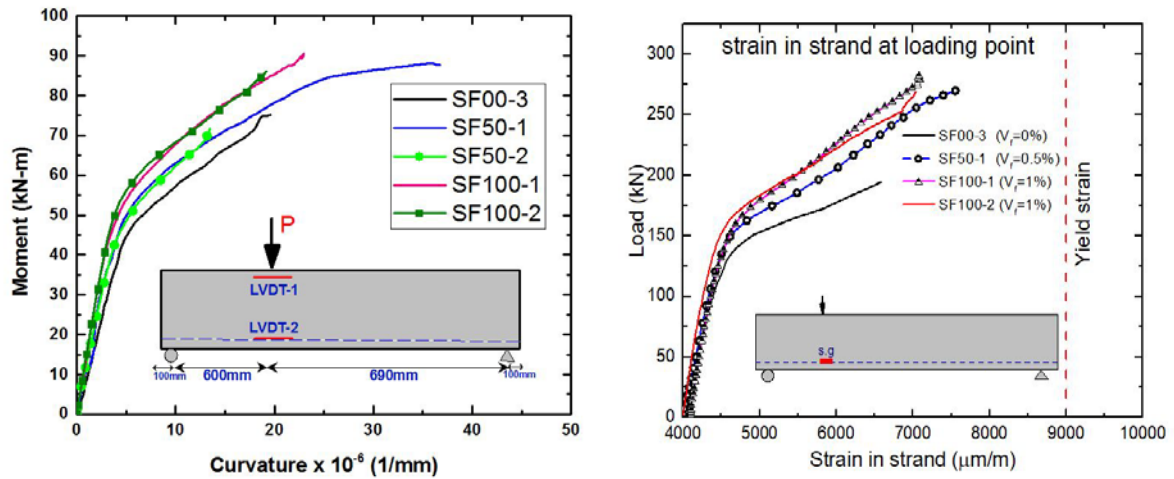 100
90
80
70
60
50
40
30
20
10
0
Moment (kN-m)
SF00-3
SF50-1
SF50-2
SF100-1
SF100-2
P
LVDT-1
LVDT-2
100mm 600mm 690mm 100mm
0 10 20 30 40 50
Curvature x 10⁻⁶ (1/mm)
strain in strand at loading point
300
250
200
150
100
50
0
Load (kN)
SF00-3 (Vf=0%)
SF50-1 (Vf=0.5%)
SF100-1 (Vf=1%)
SF100-2 (Vf=1%)
Yield strain
s.g
4000 5000 6000 7000 8000 9000 10000
Strain in strand (μm/m)